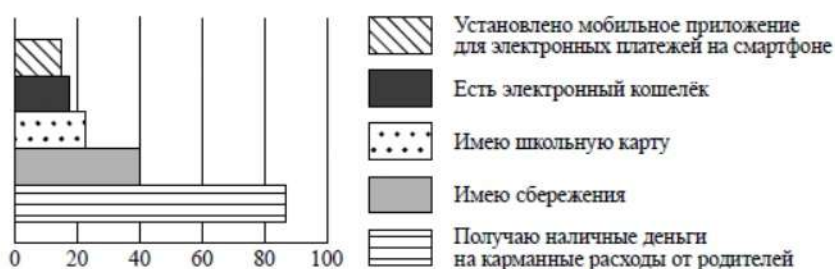 Установлено мобильное приложение
для электронных платежей на смартфоне
Есть электронный кошелёк
Имею школьную карту
Имею сбережения
Получаю наличные деньги
на карманные расходы от родителей
0 20 40 60 80 100